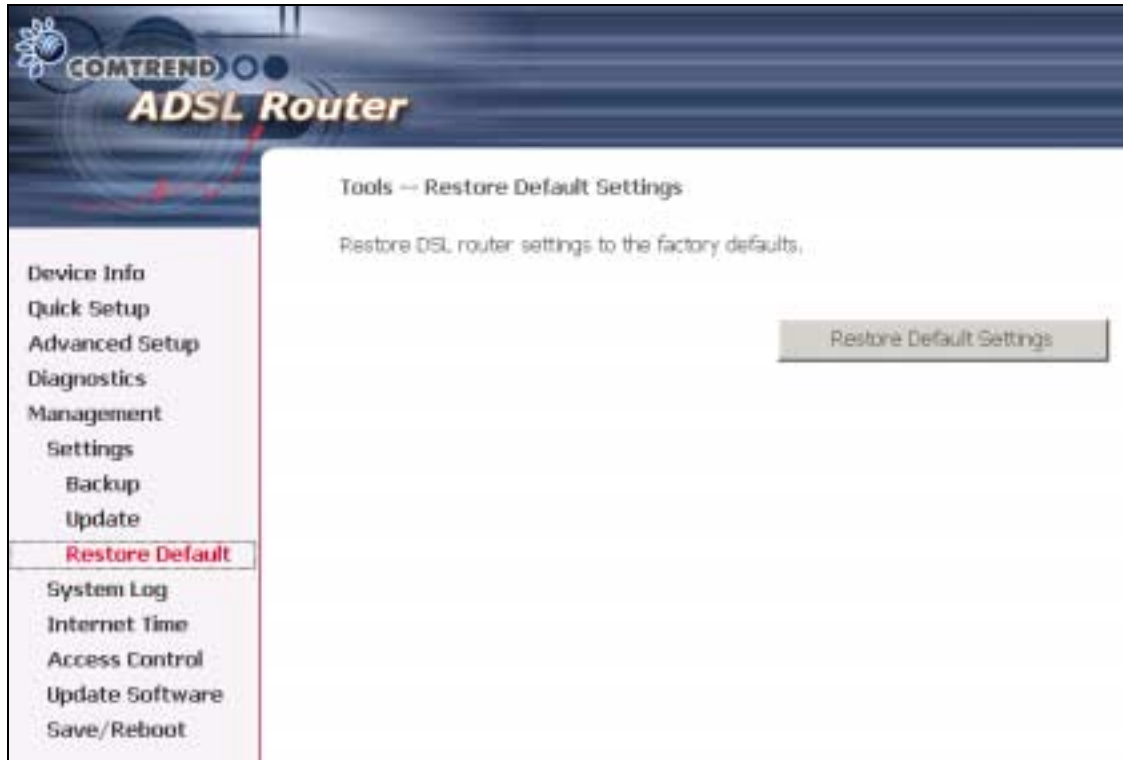 COMTREND
ADSL Router
Tools -- Restore Default Settings
Restore DSL router settings to the factory defaults.
Restore Default Settings
Device Info
Quick Setup
Advanced Setup
Diagnostics
Management
Settings
Backup
Update
Restore Default
System Log
Internet Time
Access Control
Update Software
Save/Reboot